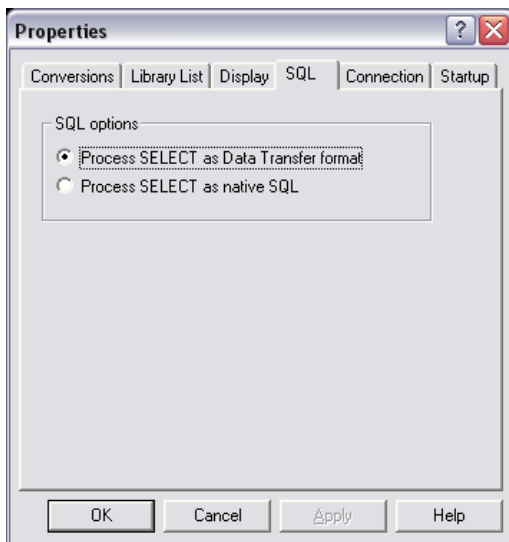 Properties
Conversions Library List Display SQL Connection Startup
SQL options
Process SELECT as Data Transfer format
Process SELECT as native SQL
OK Cancel Apply Help